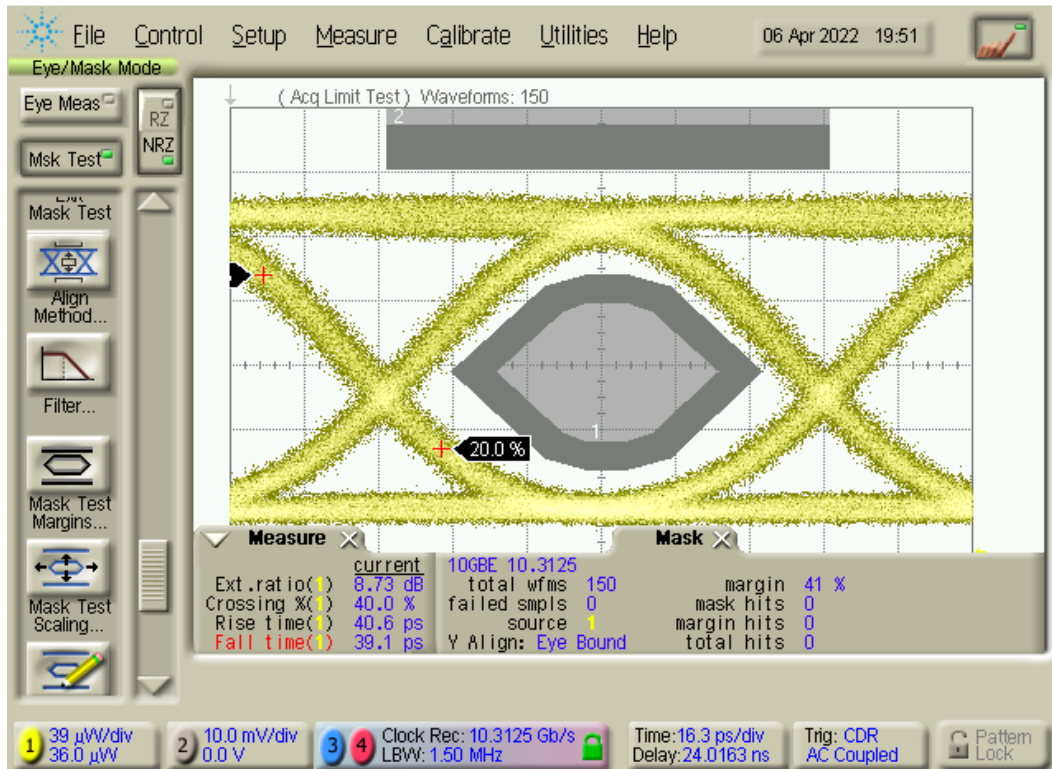 File Control Setup Measure Calibrate Utilities Help 06 Apr 2022 19:51
Eye/Mask Mode
Eye Meas
RZ
NRZ
Msk Test
Mask Test
Align
Method...
Filter...
Mask Test
Margins...
Mask Test
Scaling...
(Acq Limit Test) Waveforms: 150
2
1
20.0 %
Measure
current
Ext.ratio(1) 8.73 dB
Crossing %(1) 40.0 %
Rise time(1) 40.6 ps
Fall time(1) 39.1 ps
Mask
10GBE 10.3125
total wfms 150 margin 41 %
failed smpls 0 mask hits 0
source 1 margin hits 0
Y Align: Eye Bound total hits 0
1 39 µW/div
36.0 µW
2 10.0 mV/div
0.0 V
3 4 Clock Rec: 10.3125 Gb/s
LBW: 1.50 MHz
Time:16.3 ps/div
Delay:24.0163 ns
Trig: CDR
AC Coupled
Pattern
Lock